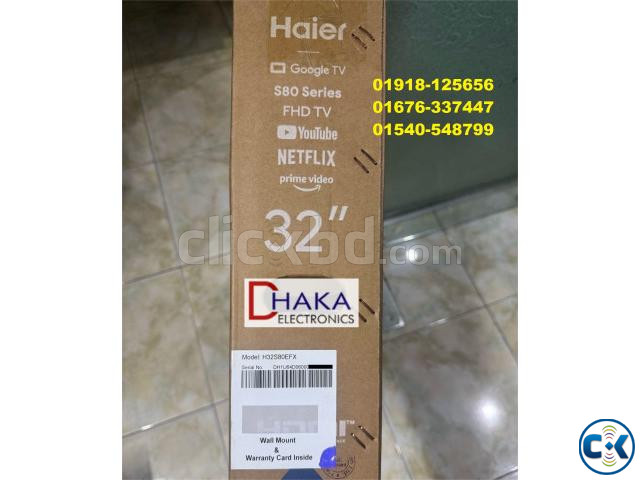 Haier
Google TV
S80 Series
FHD TV
YouTube
NETFLIX
prime video
32"
01918-125656
01676-337447
01540-548799
clickbd.com
DHAKA
ELECTRONICS
Model: H32S80EFX
Serial No.
Wall Mount
&
Warranty Card Inside